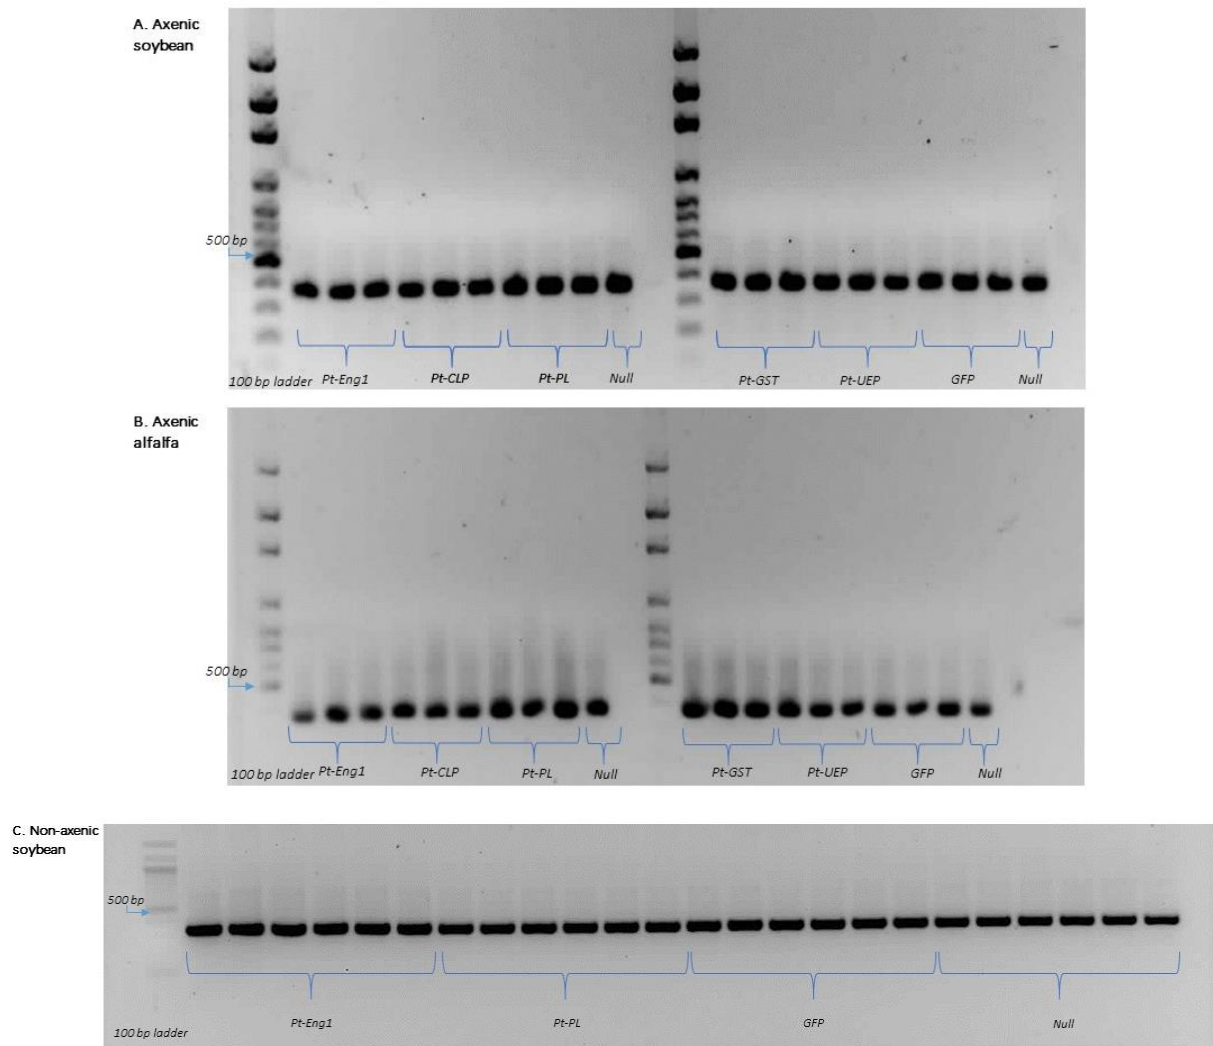 A. Axenic
soybean
500 bp
100 bp ladder Pt-Eng1 Pt-CLP Pt-PL Null Pt-GST Pt-UEP GFP Null
B. Axenic
alfalfa
500 bp
100 bp ladder Pt-Eng1 Pt-CLP Pt-PL Null Pt-GST Pt-UEP GFP Null
C. Non-axenic
soybean
500 bp
Pt-Eng1 Pt-PL GFP Null
100 bp ladder